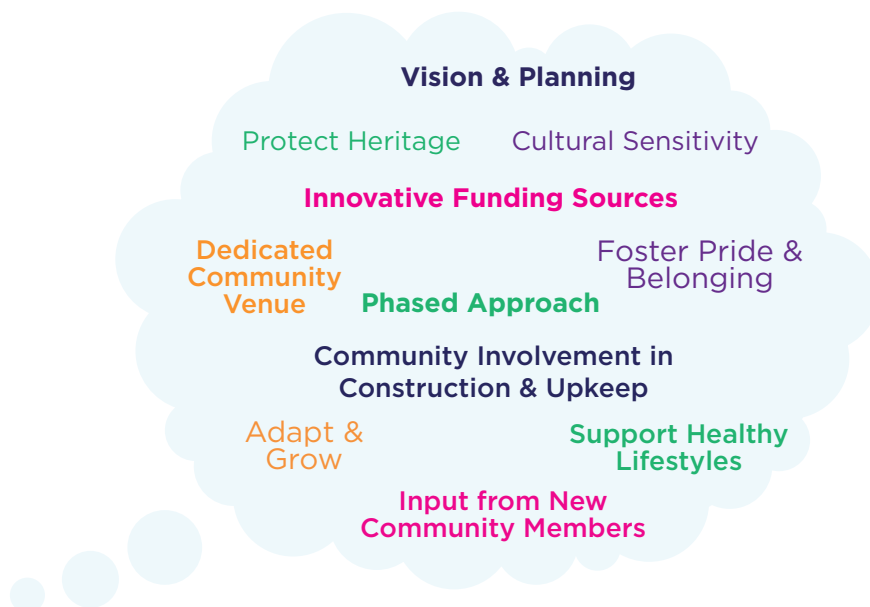 Vision & Planning
Protect Heritage
Cultural Sensitivity
Innovative Funding Sources
Dedicated
Community
Venue
Foster Pride &
Belonging
Phased Approach
Community Involvement in
Construction & Upkeep
Adapt &
Grow
Support Healthy
Lifestyles
Input from New
Community Members